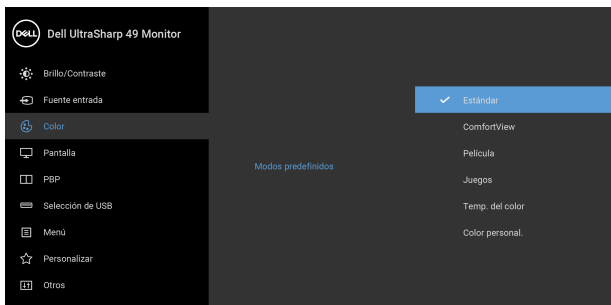 DELL Dell UltraSharp 49 Monitor
Brillo/Contraste
Fuente entrada
Color
Pantalla
PBP
Selección de USB
Menú
Personalizar
Otros
Modos predefinidos
Estándar
ComfortView
Película
Juegos
Temp. del color
Color personal.